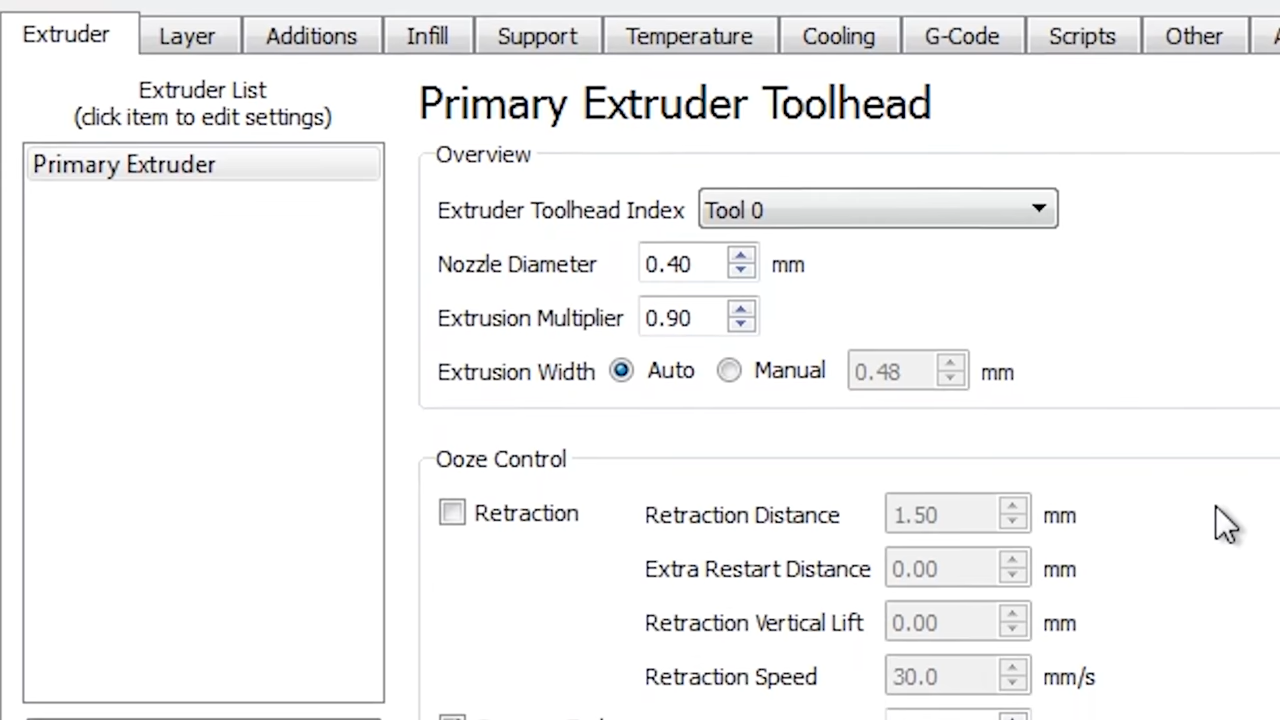 Extruder Layer Additions Infill Support Temperature Cooling G-Code Scripts Other
Extruder List
(click item to edit settings)
Primary Extruder
Primary Extruder Toolhead
Overview
Extruder Toolhead Index Tool 0
Nozzle Diameter 0.40 mm
Extrusion Multiplier 0.90
Extrusion Width Auto Manual 0.48 mm
Ooze Control
Retraction Retraction Distance 1.50 mm
Extra Restart Distance 0.00 mm
Retraction Vertical Lift 0.00 mm
Retraction Speed 30.0 mm/s